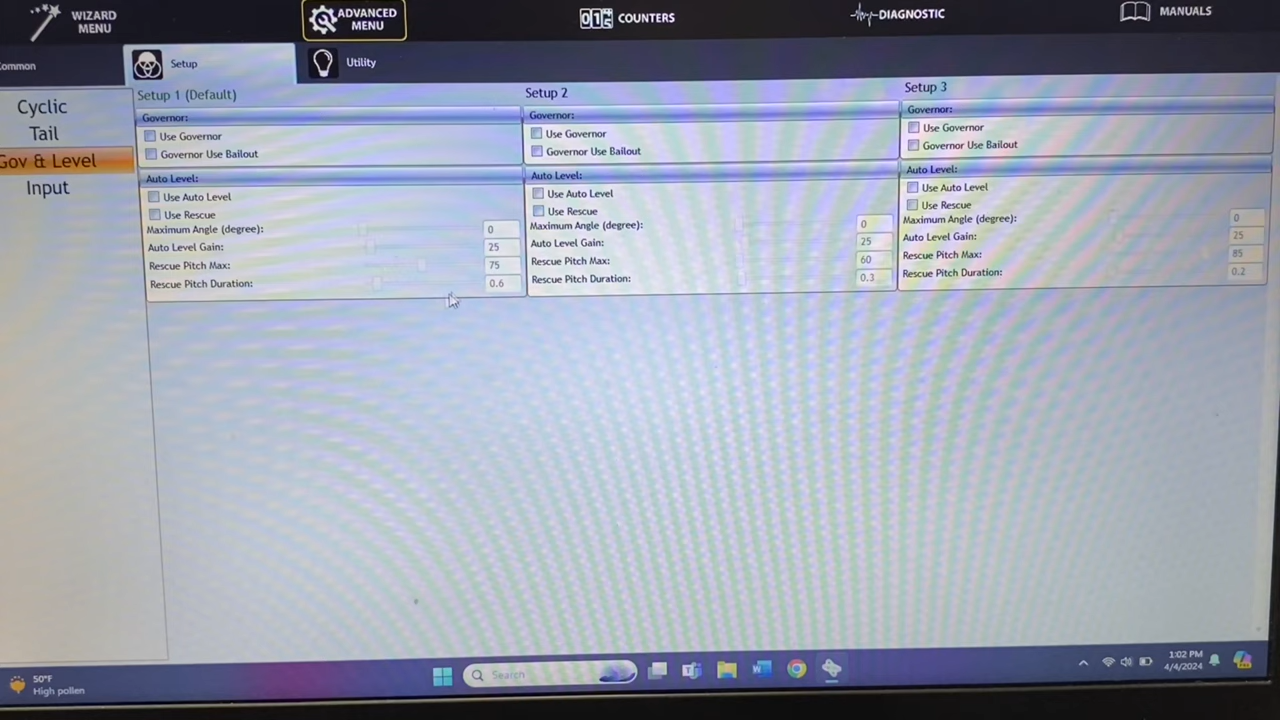 WIZARD MENU
ADVANCED MENU
COUNTERS
DIAGNOSTIC
MANUALS
Setup
Utility
Cyclic
Tail
Gov & Level
Input
Setup 1 (Default)
Governor:
Use Governor
Governor Use Bailout
Auto Level:
Use Auto Level
Use Rescue
Maximum Angle (degree): 0
Auto Level Gain: 25
Rescue Pitch Max: 75
Rescue Pitch Duration: 0.6
Setup 2
Governor:
Use Governor
Governor Use Bailout
Auto Level:
Use Auto Level
Use Rescue
Maximum Angle (degree): 0
Auto Level Gain: 25
Rescue Pitch Max: 60
Rescue Pitch Duration: 0.3
Setup 3
Governor:
Use Governor
Governor Use Bailout
Auto Level:
Use Auto Level
Use Rescue
Maximum Angle (degree): 0
Auto Level Gain: 25
Rescue Pitch Max: 85
Rescue Pitch Duration: 0.2
50°F
High pollen
Search
1:02 PM
4/4/2024